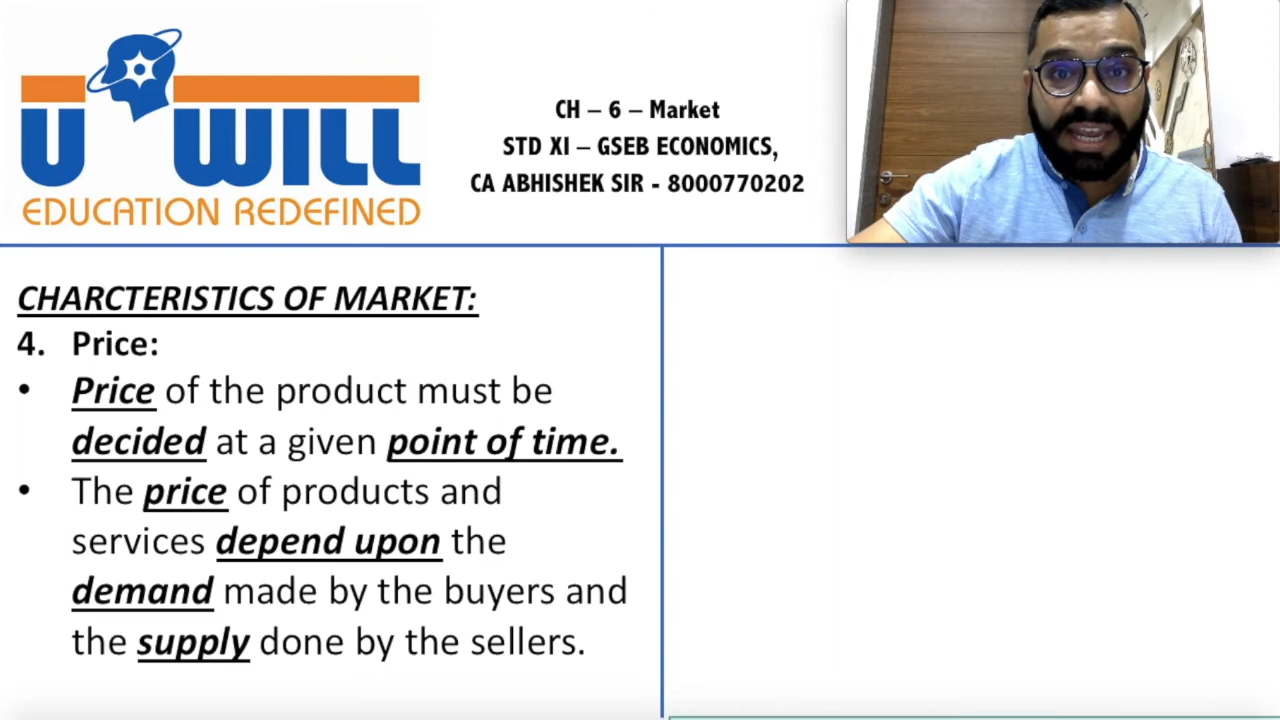 U WILL
EDUCATION REDEFINED
CH – 6 – Market
STD XI – GSEB ECONOMICS,
CA ABHISHEK SIR - 8000770202
CHARCTERISTICS OF MARKET:
4. Price:
• Price of the product must be
decided at a given point of time.
• The price of products and
services depend upon the
demand made by the buyers and
the supply done by the sellers.